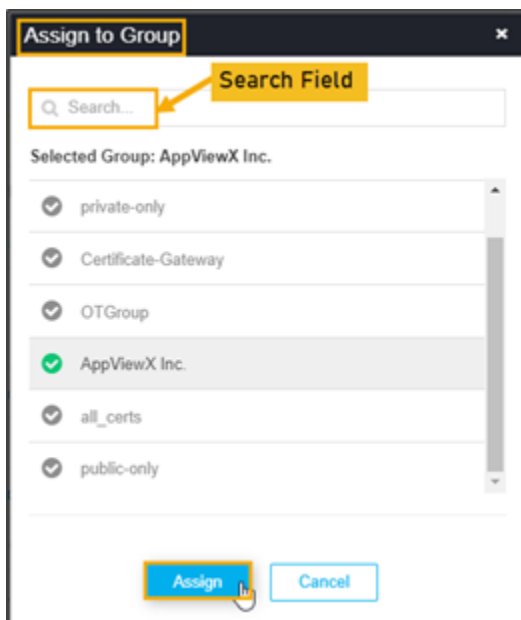 Assign to Group
×
Search Field
Search...
Selected Group: AppViewX Inc.
private-only
Certificate-Gateway
OTGroup
AppViewX Inc.
all_certs
public-only
Assign
Cancel